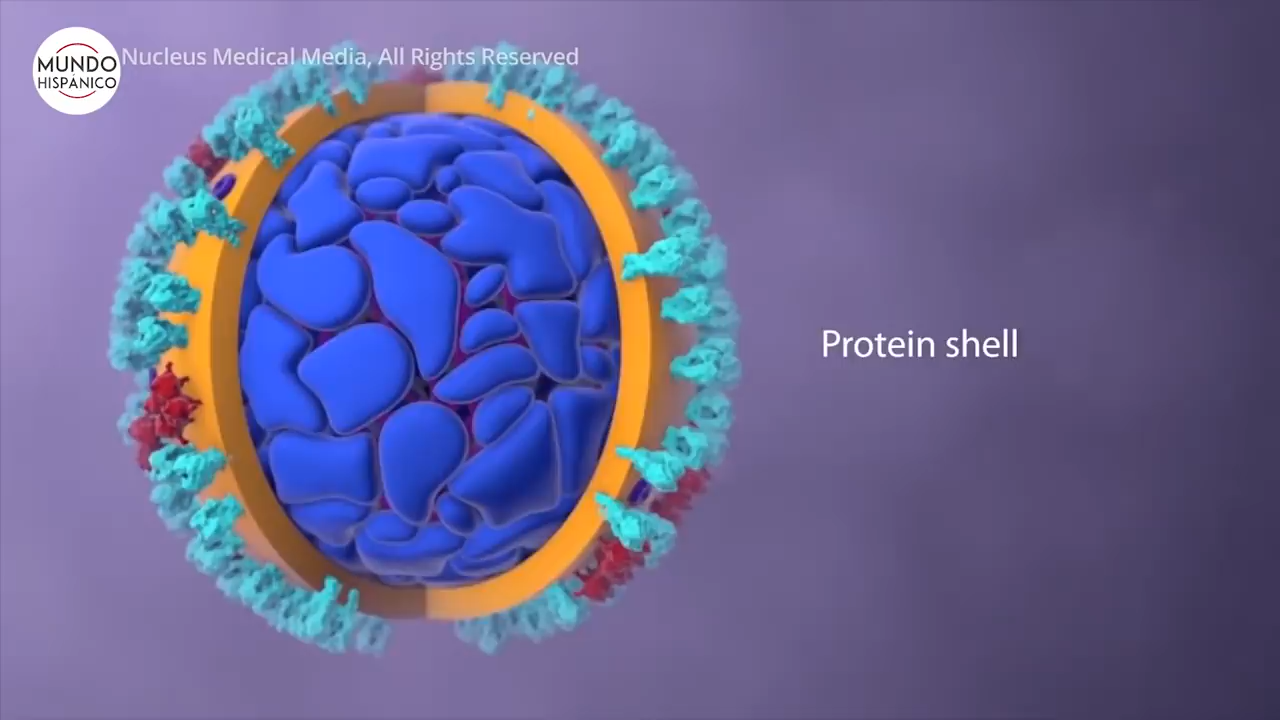 MUNDO
HISPÁNICO
Nucleus Medical Media, All Rights Reserved
Protein shell